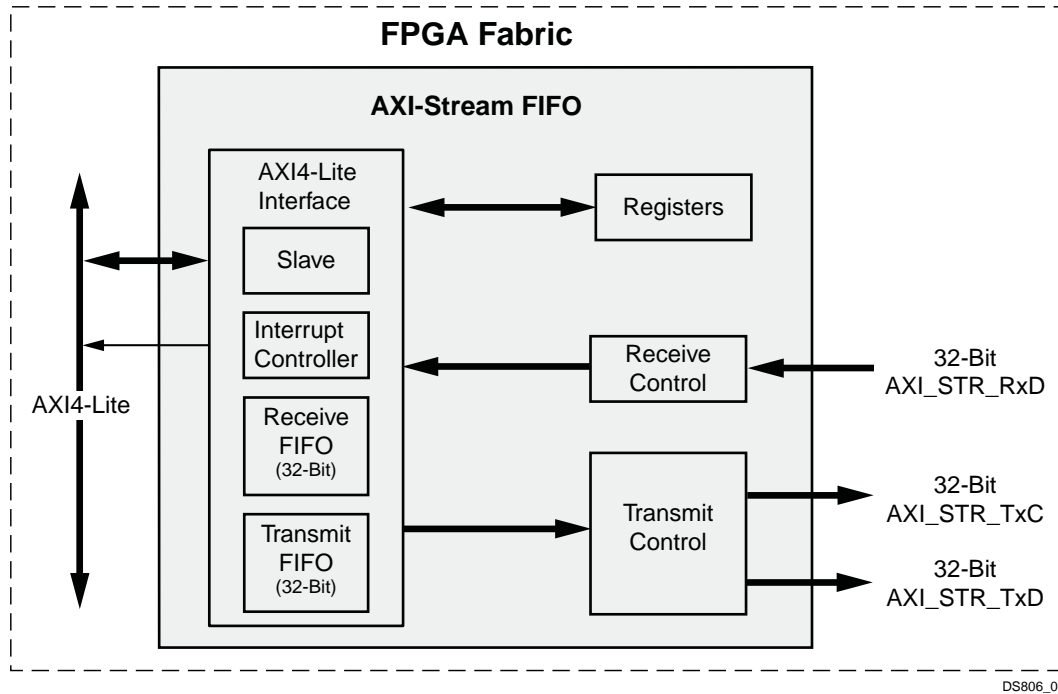 FPGA Fabric
AXI-Stream FIFO
AXI4-Lite
Interface
Slave
Interrupt
Controller
Receive
FIFO
(32-Bit)
Transmit
FIFO
(32-Bit)
Registers
Receive
Control
Transmit
Control
AXI4-Lite
32-Bit
AXI_STR_RxD
32-Bit
AXI_STR_TxC
32-Bit
AXI_STR_TxD
DS806_0